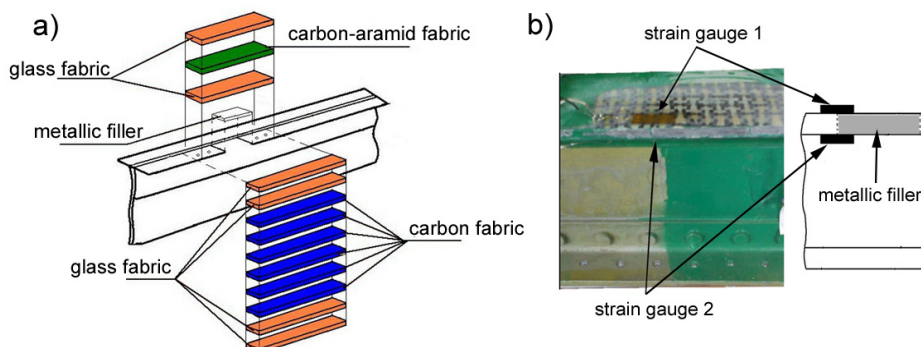 a)
carbon-aramid fabric
glass fabric
metallic filler
carbon fabric
glass fabric
b)
strain gauge 1
metallic filler
strain gauge 2